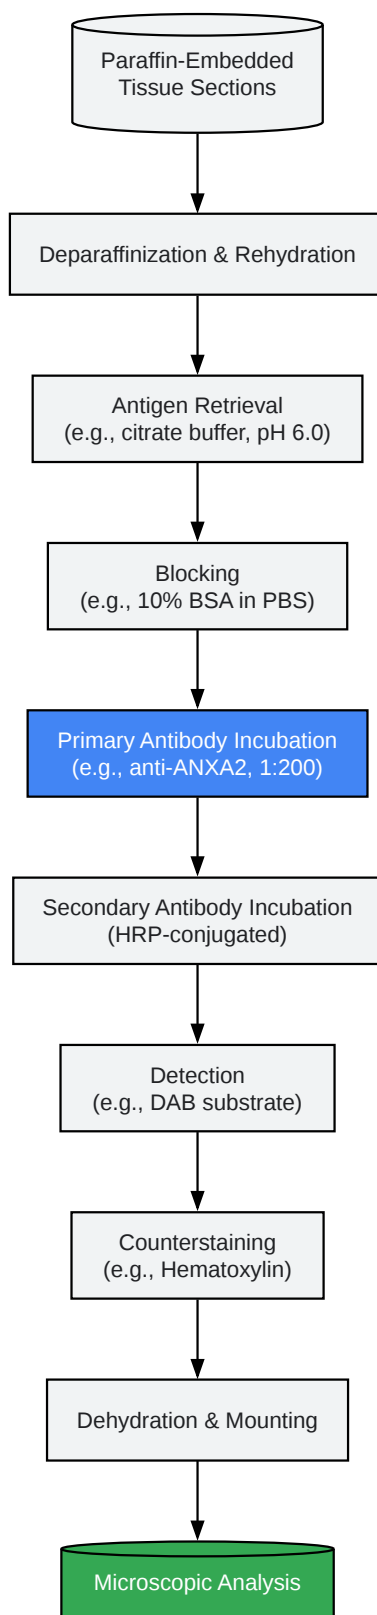 Paraffin-Embedded
Tissue Sections
Deparaffinization & Rehydration
Antigen Retrieval
(e.g., citrate buffer, pH 6.0)
Blocking
(e.g., 10% BSA in PBS)
Primary Antibody Incubation
(e.g., anti-ANXA2, 1:200)
Secondary Antibody Incubation
(HRP-conjugated)
Detection
(e.g., DAB substrate)
Counterstaining
(e.g., Hematoxylin)
Dehydration & Mounting
Microscopic Analysis